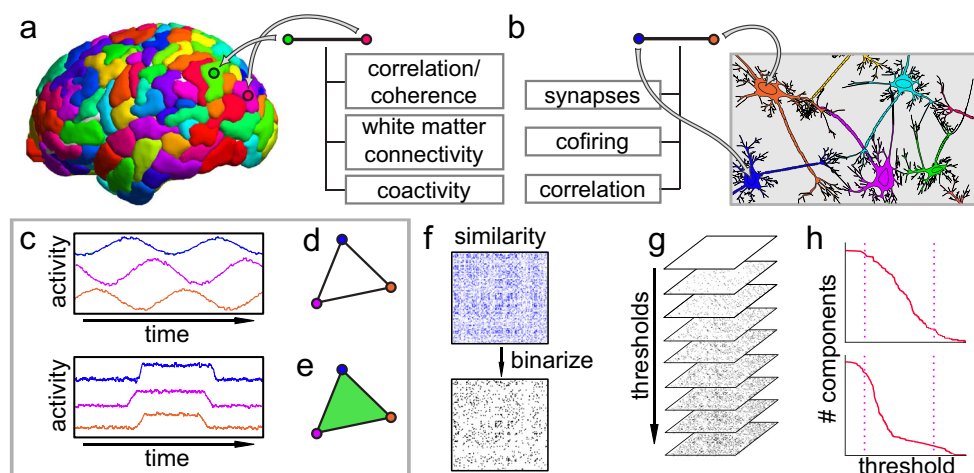 a
correlation/
coherence
white matter
connectivity
coactivity
b
synapses
cofiring
correlation
c
activity
time
activity
time
d
e
f
similarity
binarize
g
thresholds
h
# components
threshold